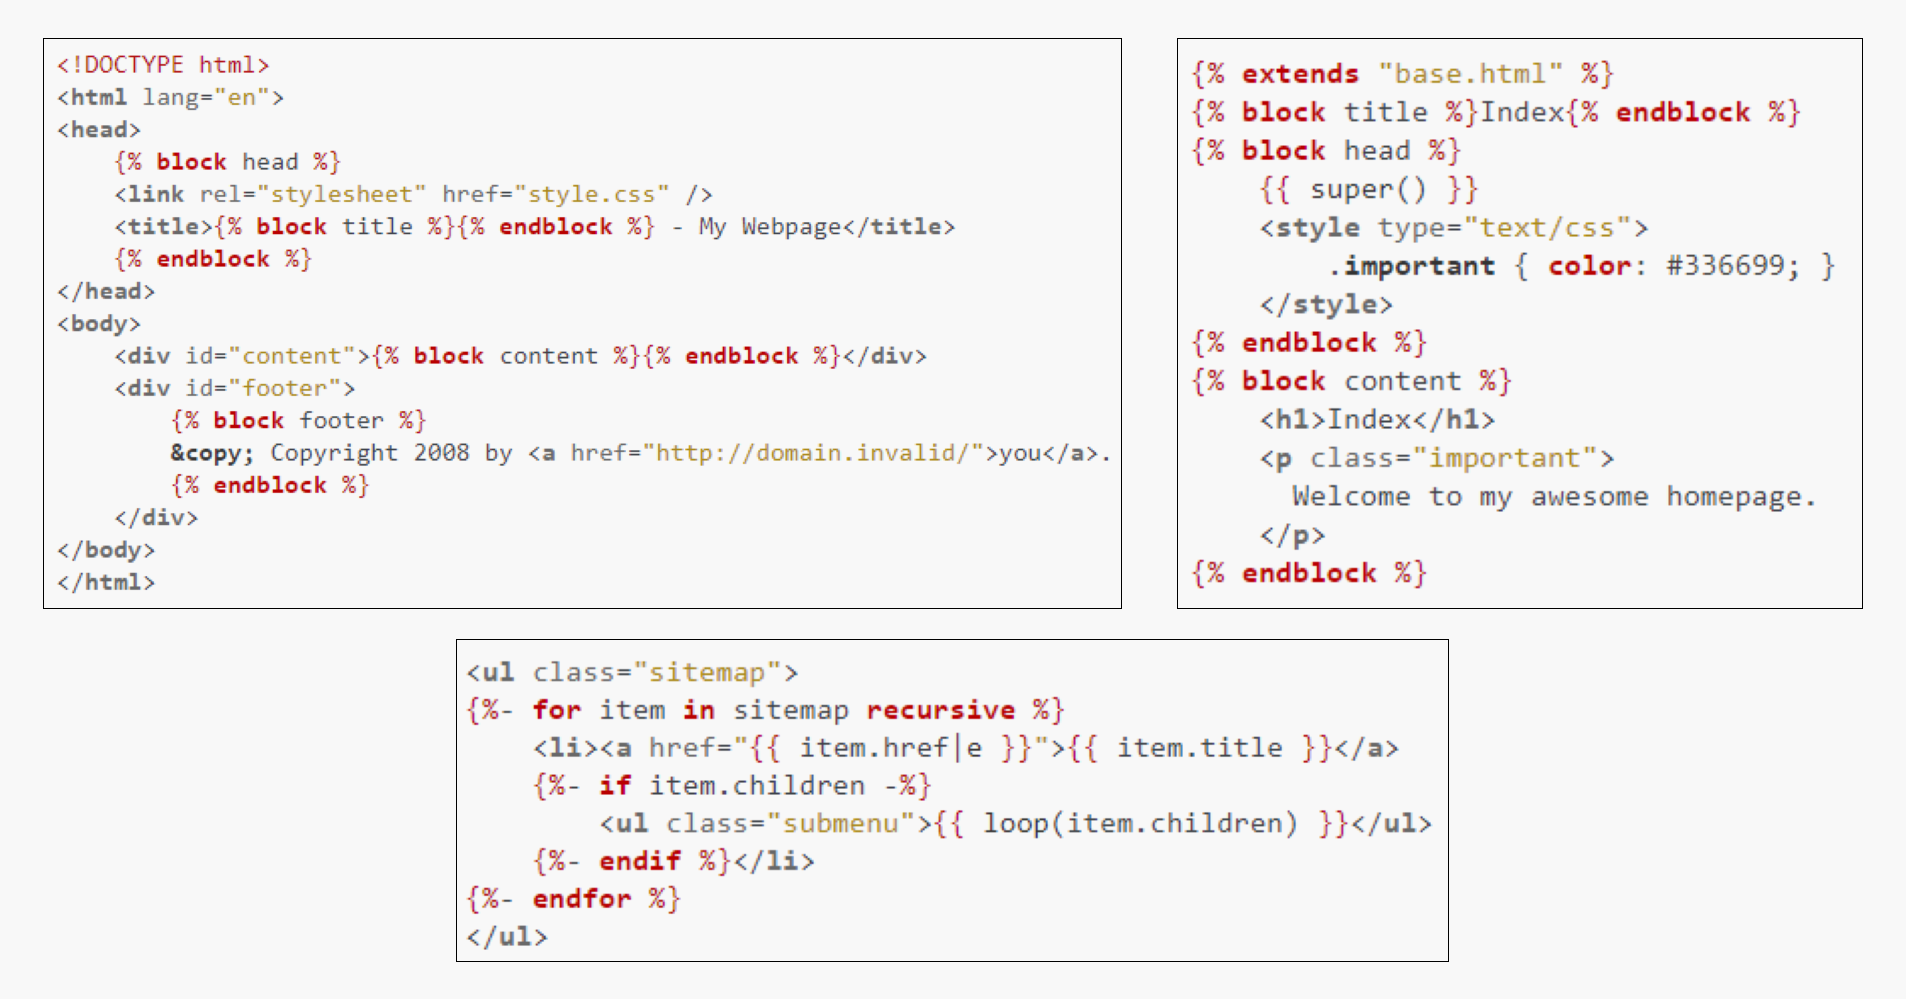 <!DOCTYPE html>
<html lang="en">
<head>
    {% block head %}
    <link rel="stylesheet" href="style.css" />
    <title>{% block title %}{% endblock %} - My Webpage</title>
    {% endblock %}
</head>
<body>
    <div id="content">{% block content %}{% endblock %}</div>
    <div id="footer">
        {% block footer %}
        &copy; Copyright 2008 by <a href="http://domain.invalid/">you</a>.
        {% endblock %}
    </div>
</body>
</html>
{% extends "base.html" %}
{% block title %}Index{% endblock %}
{% block head %}
    {{ super() }}
    <style type="text/css">
        .important { color: #336699; }
    </style>
{% endblock %}
{% block content %}
    <h1>Index</h1>
    <p class="important">
      Welcome to my awesome homepage.
    </p>
{% endblock %}
<ul class="sitemap">
{%- for item in sitemap recursive %}
    <li><a href="{{ item.href|e }}">{{ item.title }}</a>
    {%- if item.children -%}
        <ul class="submenu">{{ loop(item.children) }}</ul>
    {%- endif %}</li>
{%- endfor %}
</ul>